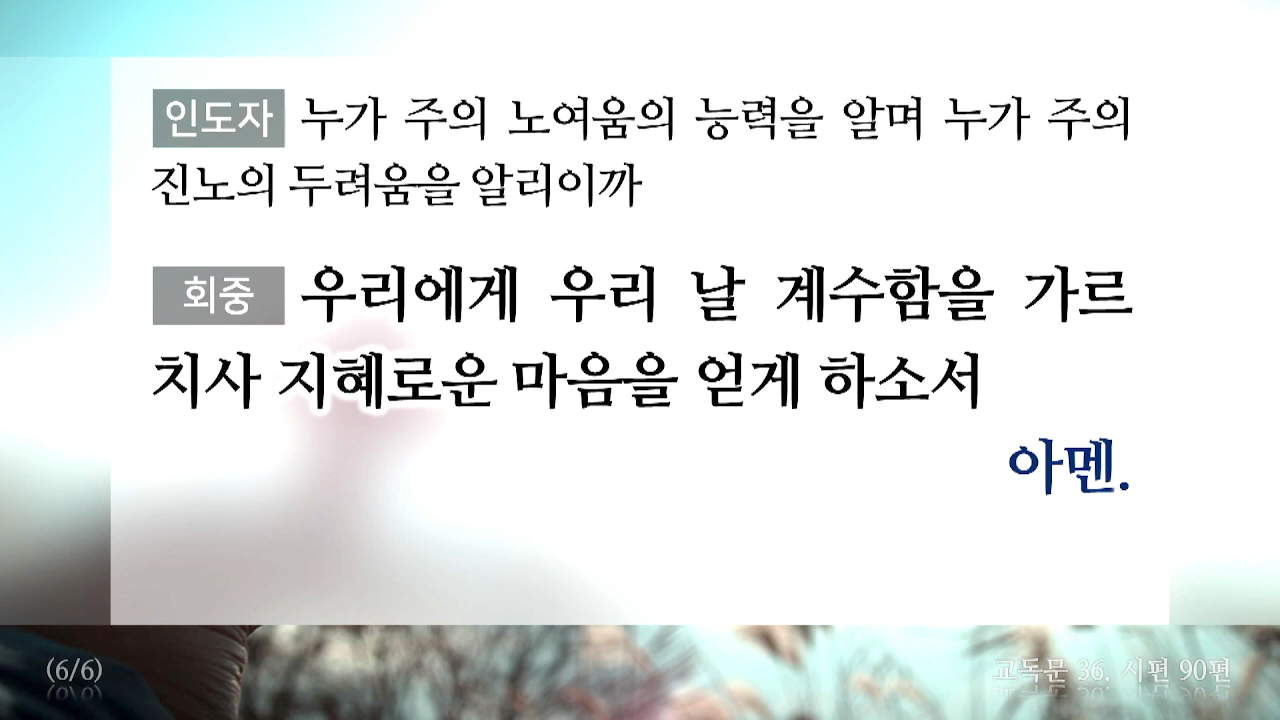 인도자 누가 주의 노여움의 능력을 알며 누가 주의
진노의 두려움을 알리이까
회중 우리에게 우리 날 계수함을 가르
치사 지혜로운 마음을 얻게 하소서
아멘.
(6/6)
교독문 36. 시편 90편